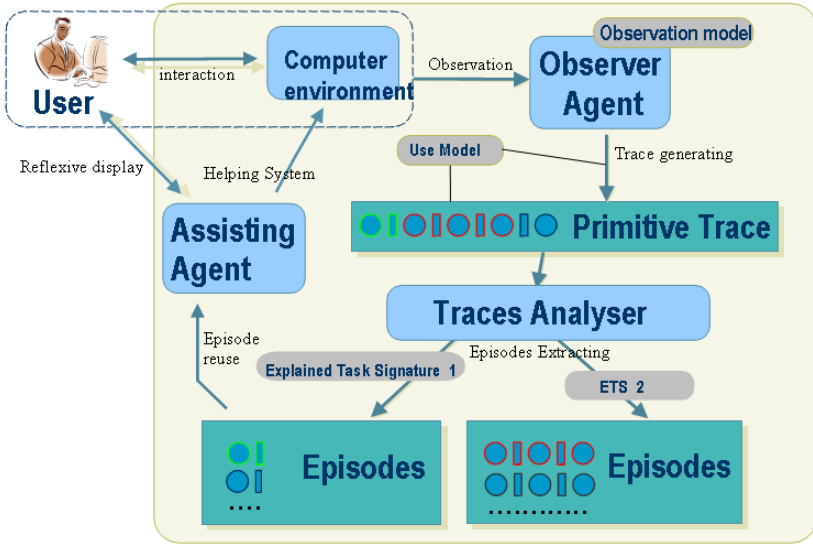 Observation model
User
interaction
Computer
environment
Observation
Observer
Agent
Reflexive display
Helping System
Use Model
Trace generating
Assisting
Agent
Primitive Trace
Traces Analyser
Episode
reuse
Episodes Extracting
Explained Task Signature 1
ETS 2
Episodes
....
Episodes
............